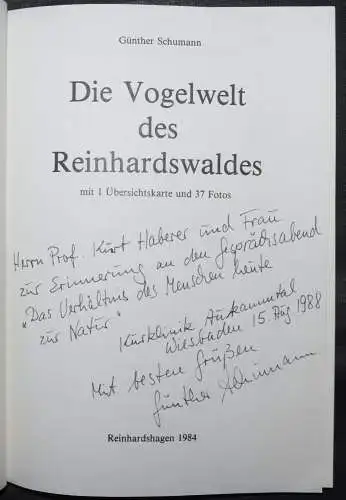 Günther Schumann
Die Vogelwelt
des
Reinhardswaldes
mit 1 Übersichtskarte und 37 Fotos
Herrn Prof. Kurt Haberer und Frau
zur Erinnerung an den Gesprächsabend
"Das Verhältnis des Menschen heute
zur Natur"
Kurklinik Aukammtal
Wiesbaden 15. Aug 1988
Mit besten Grüßen
Günther Schumann
Reinhardshagen 1984